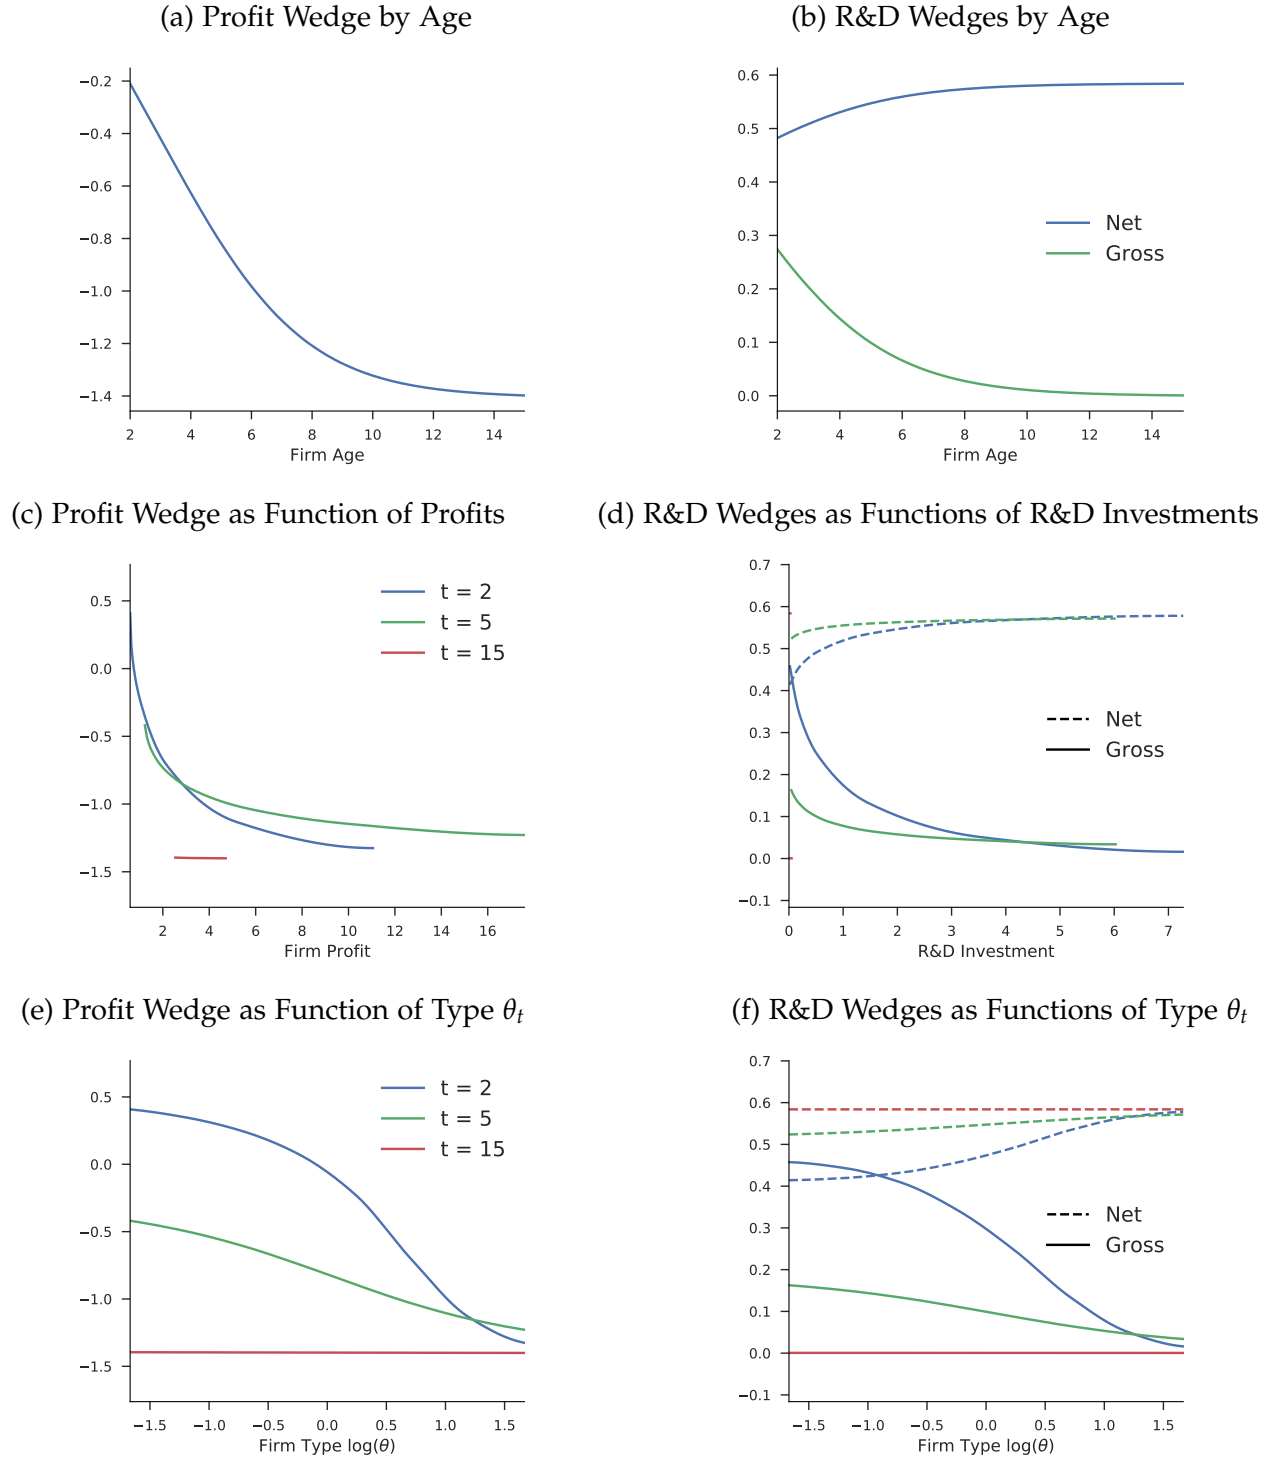 (a) Profit Wedge by Age
−0.2
−0.4
−0.6
−0.8
−1.0
−1.2
−1.4
2 4 6 8 10 12 14
Firm Age
(b) R&D Wedges by Age
0.6
0.5
0.4
0.3
0.2
0.1
0.0
Net
Gross
2 4 6 8 10 12 14
Firm Age
(c) Profit Wedge as Function of Profits
0.5
0.0
−0.5
−1.0
−1.5
t = 2
t = 5
t = 15
2 4 6 8 10 12 14 16
Firm Profit
(d) R&D Wedges as Functions of R&D Investments
0.7
0.6
0.5
0.4
0.3
0.2
0.1
0.0
−0.1
Net
Gross
0 1 2 3 4 5 6 7
R&D Investment
(e) Profit Wedge as Function of Type θt
0.5
0.0
−0.5
−1.0
−1.5
t = 2
t = 5
t = 15
−1.5 −1.0 −0.5 0.0 0.5 1.0 1.5
Firm Type log(θ)
(f) R&D Wedges as Functions of Type θt
0.7
0.6
0.5
0.4
0.3
0.2
0.1
0.0
−0.1
Net
Gross
−1.5 −1.0 −0.5 0.0 0.5 1.0 1.5
Firm Type log(θ)